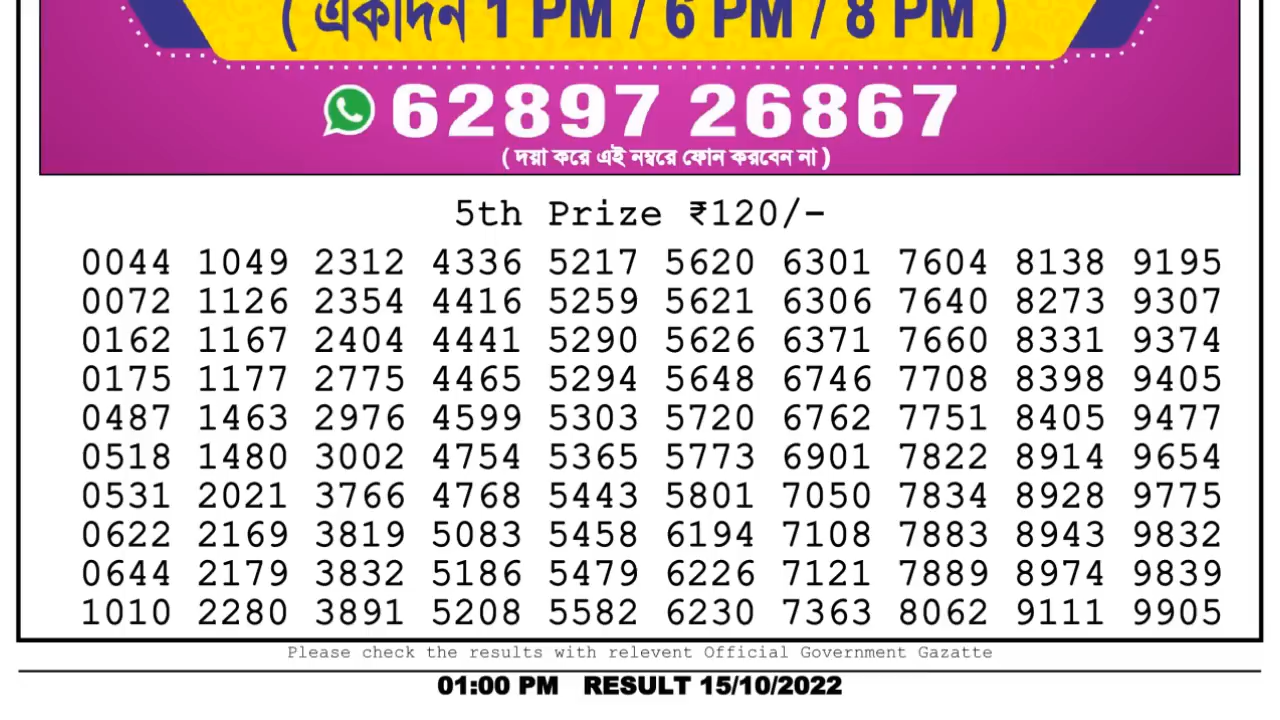 ( একদিন 1 PM / 6 PM / 8 PM )
62897 26867
( দয়া করে এই নম্বরে ফোন করবেন না )
5th Prize ₹120/-
0044 1049 2312 4336 5217 5620 6301 7604 8138 9195
0072 1126 2354 4416 5259 5621 6306 7640 8273 9307
0162 1167 2404 4441 5290 5626 6371 7660 8331 9374
0175 1177 2775 4465 5294 5648 6746 7708 8398 9405
0487 1463 2976 4599 5303 5720 6762 7751 8405 9477
0518 1480 3002 4754 5365 5773 6901 7822 8914 9654
0531 2021 3766 4768 5443 5801 7050 7834 8928 9775
0622 2169 3819 5083 5458 6194 7108 7883 8943 9832
0644 2179 3832 5186 5479 6226 7121 7889 8974 9839
1010 2280 3891 5208 5582 6230 7363 8062 9111 9905
Please check the results with relevent Official Government Gazatte
01:00 PM RESULT 15/10/2022